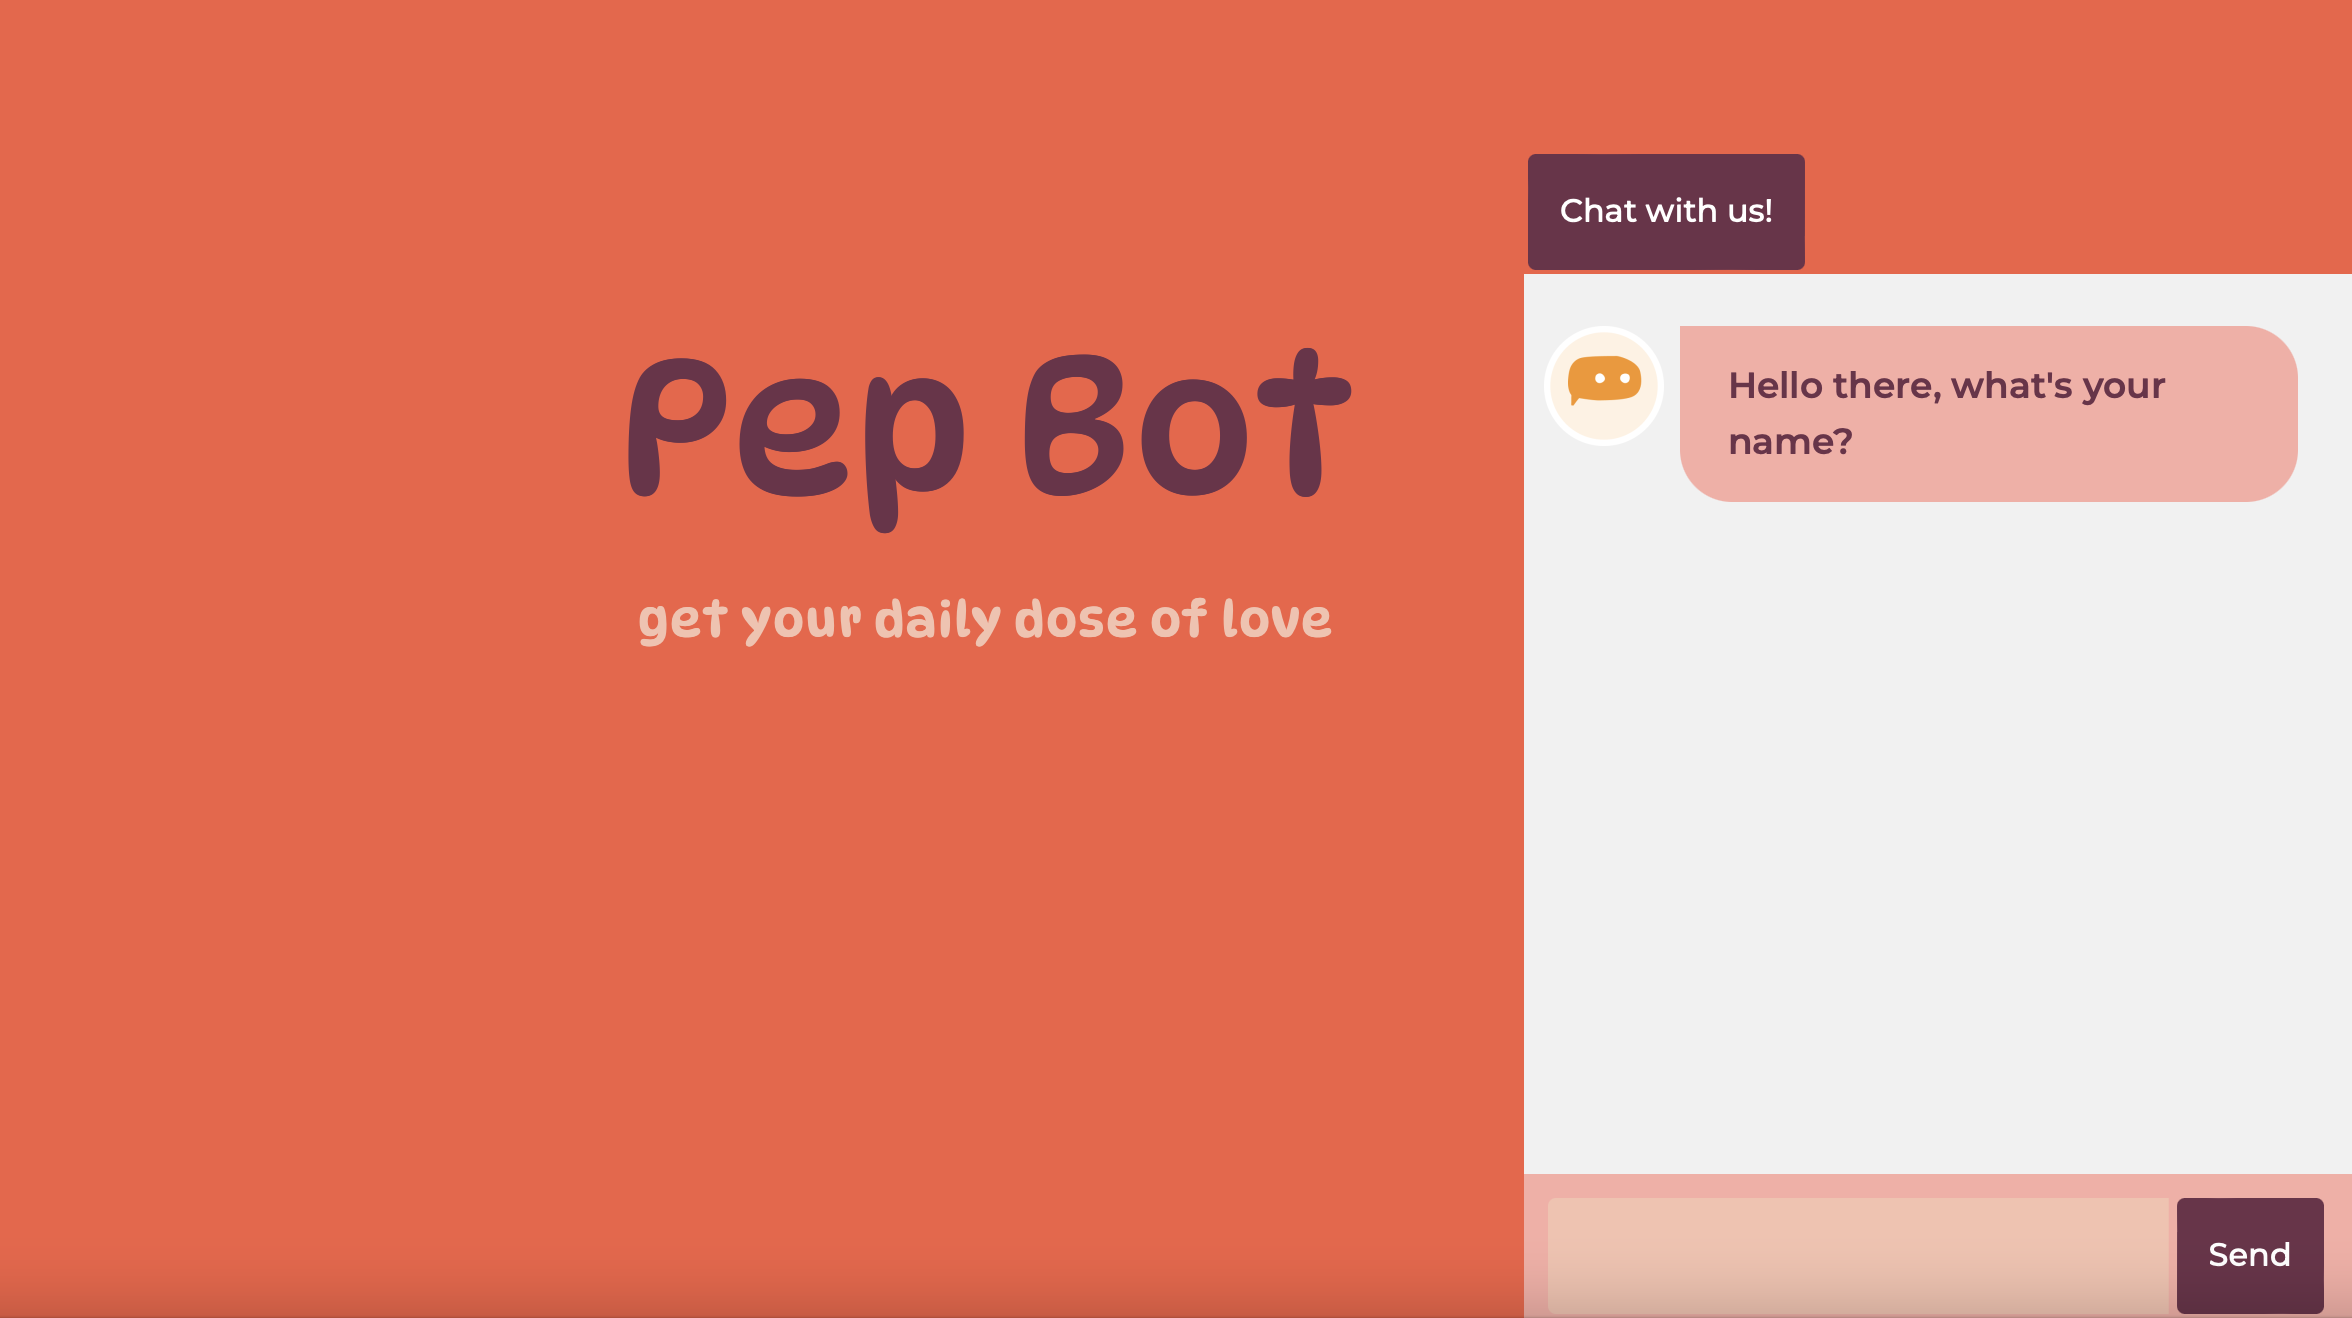 Pep Bot
get your daily dose of love
Chat with us!
Hello there, what's your
name?
Send